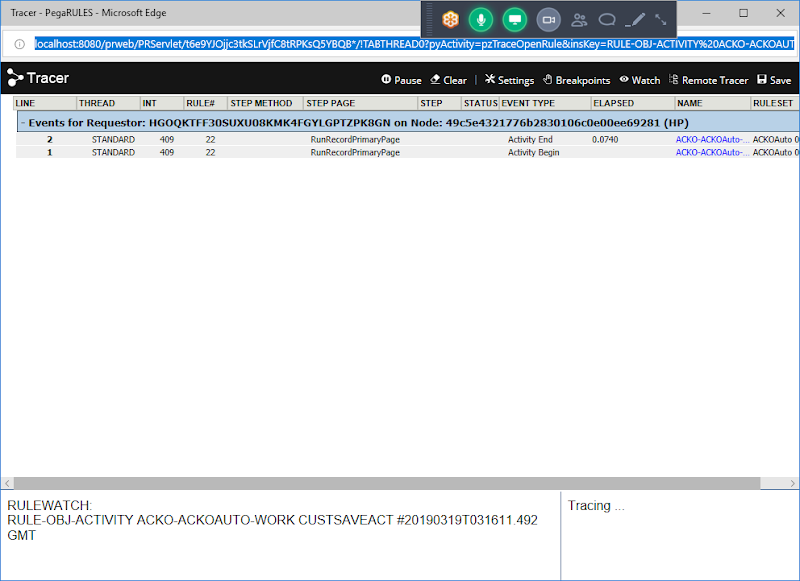 Tracer - PegaRULES - Microsoft Edge
localhost:8080/prweb/PRServlet/t6e9YJOjjc3tkSLrVjfC8tRPKsQ5YBQB*/!TABTHREAD0?pyActivity=pzTraceOpenRule&insKey=RULE-OBJ-ACTIVITY%20ACKO-ACKOAUT
Tracer Pause Clear | Settings Breakpoints Watch Remote Tracer Save
LINE THREAD INT RULE# STEP METHOD STEP PAGE STEP STATUS EVENT TYPE ELAPSED NAME RULESET
- Events for Requestor: HGOQKTFF30SUXU08KMK4FGYLGPTZPK8GN on Node: 49c5e4321776b2830106c0e00ee69281 (HP)
2 STANDARD 409 22 RunRecordPrimaryPage Activity End 0.0740 ACKO-ACKOAuto-... ACKOAuto 0
1 STANDARD 409 22 RunRecordPrimaryPage Activity Begin ACKO-ACKOAuto-... ACKOAuto 0
RULEWATCH:
RULE-OBJ-ACTIVITY ACKO-ACKOAUTO-WORK CUSTSAVEACT #20190319T031611.492
GMT
Tracing ...